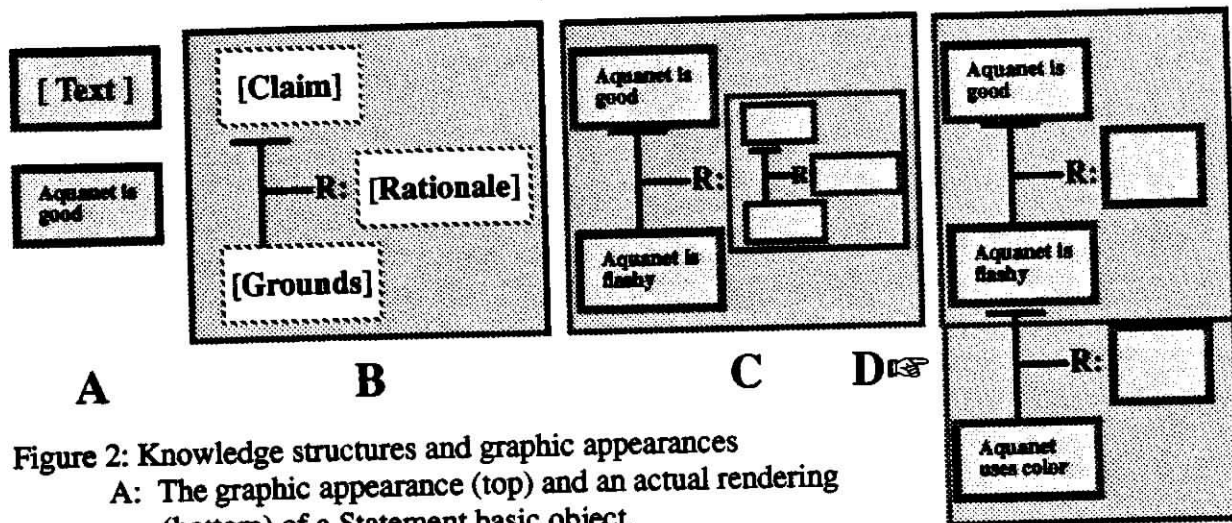 [ Text ]
Aquanet is
good
A
[Claim]
R:
[Rationale]
[Grounds]
B
Aquanet is
good
R:
R:
Aquanet is
flashy
C
D☞
Aquanet is
good
R:
Aquanet is
flashy
R:
Aquanet
uses color
Figure 2: Knowledge structures and graphic appearances
A: The graphic appearance (top) and an actual rendering
(bottom) of a Statement basic object.